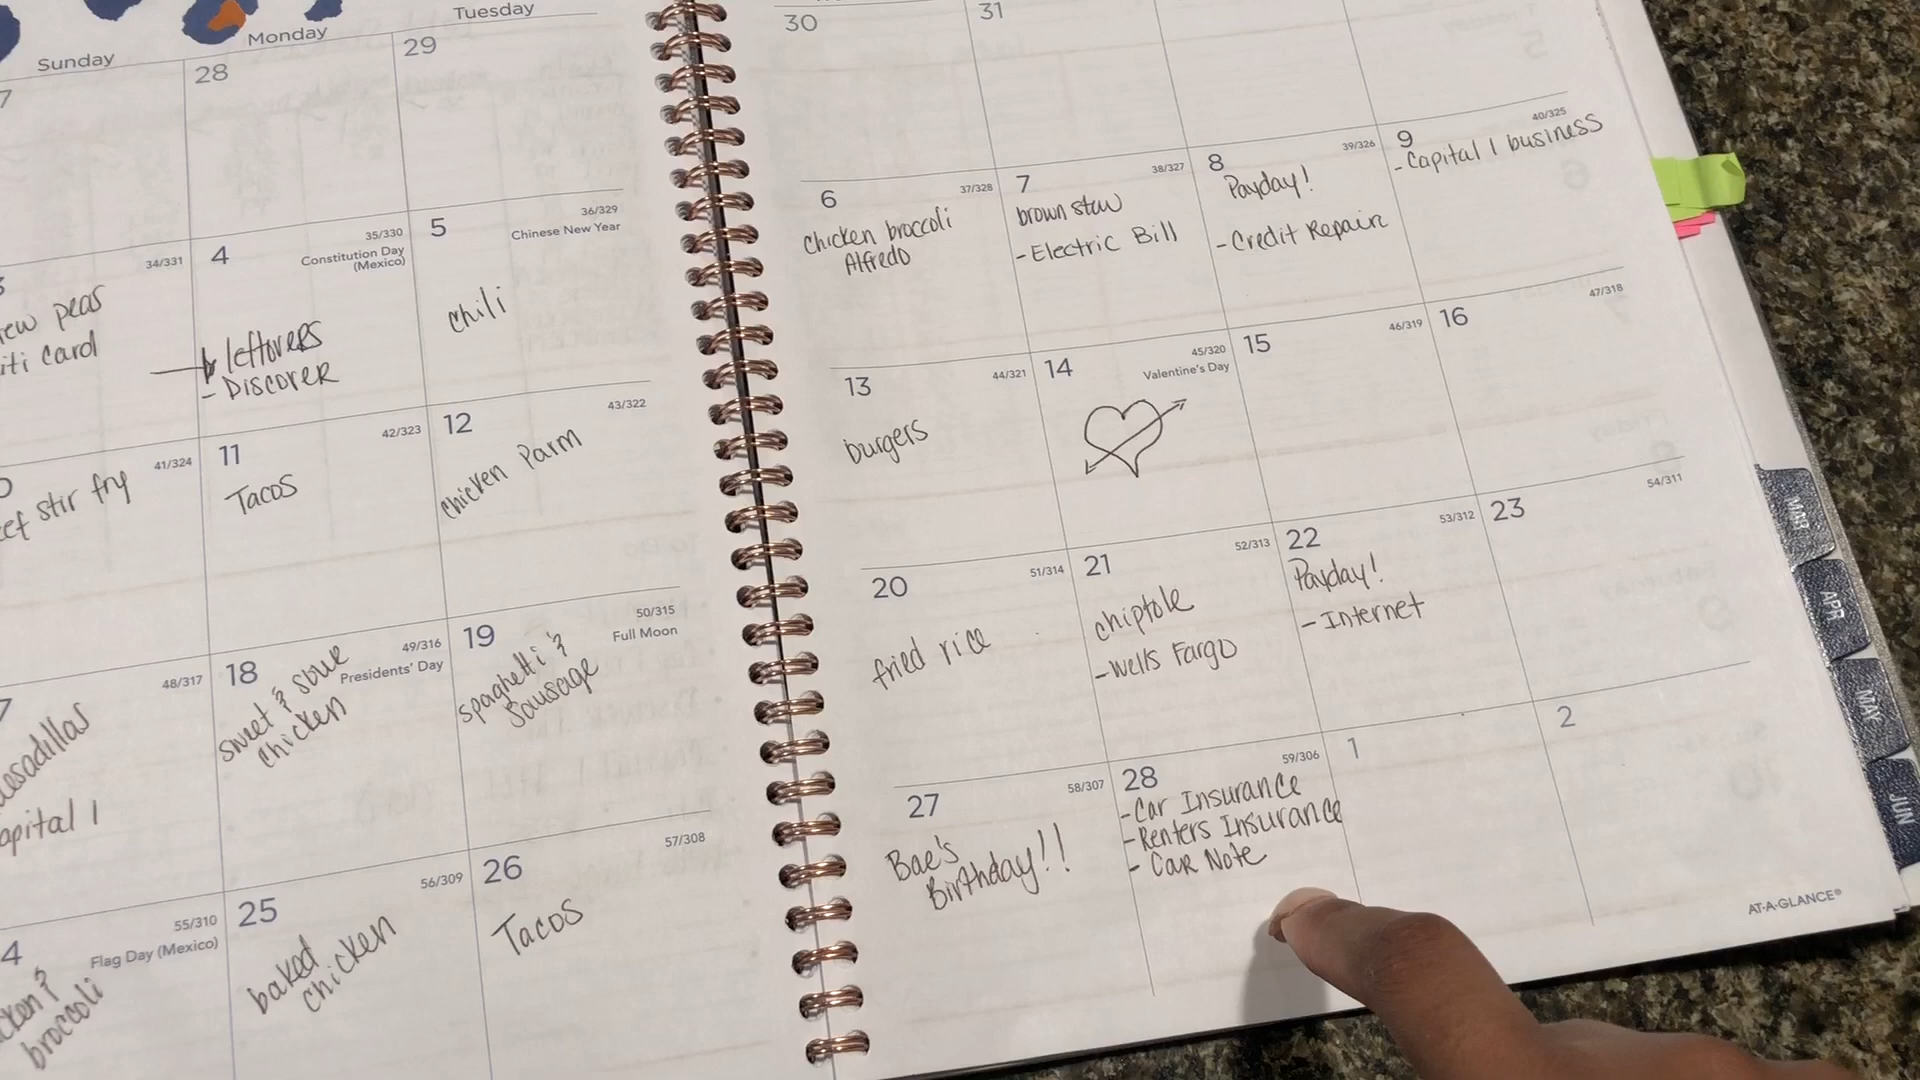 Sunday
Monday
Tuesday
7
28
29
30
31
3
34/331
peas
card
4
35/330
Constitution Day
(Mexico)
leftovers
- DISCOVER
5
36/329
Chinese New Year
Chili
6
37/328
chicken broccoli
Alfredo
7
38/327
brown stew
- Electric Bill
8
39/326
Payday!
- Credit Repair
9
40/325
- Capital 1 business
41/324
stir fry
11
42/323
Tacos
12
43/322
Chicken Parm
13
44/321
burgers
14
45/320
Valentine's Day
15
46/319
16
47/318
7
48/317
18
49/316
Presidents' Day
sweet & sour
chicken
19
50/315
Full Moon
spaghetti &
sausage
20
51/314
fried rice
21
52/313
chiptole
- Wells Fargo
22
53/312
Payday!
- Internet
23
54/311
4
55/310
Flag Day (Mexico)
broccoli
25
56/309
baked
chicken
26
57/308
Tacos
27
58/307
Bae's
Birthday!!
28
59/306
- Car Insurance
- Renters Insurance
- Car Note
1
2
AT-A-GLANCE®
MAR
APR
MAY
JUN